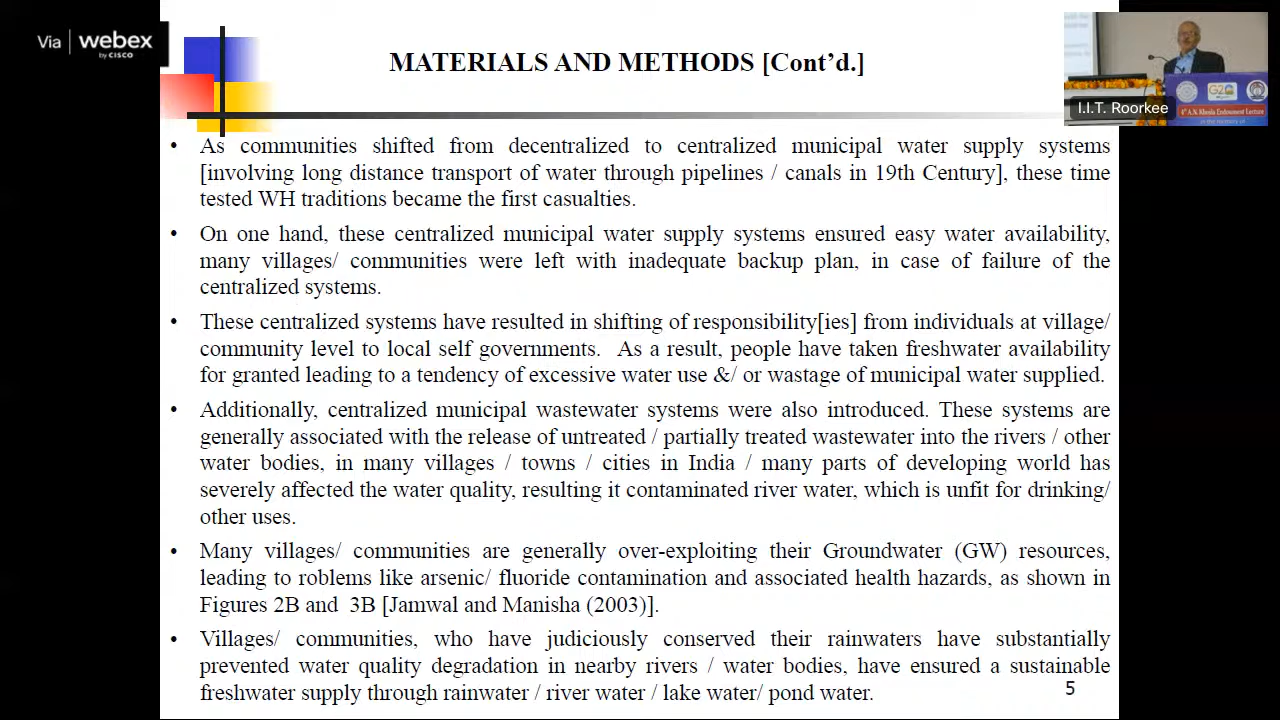 Via webex
by CISCO
MATERIALS AND METHODS [Cont’d.]
I.I.T. Roorkee
G20
6th A.N. Khosla Endowment Lecture
• As communities shifted from decentralized to centralized municipal water supply systems
[involving long distance transport of water through pipelines / canals in 19th Century], these time
tested WH traditions became the first casualties.
• On one hand, these centralized municipal water supply systems ensured easy water availability,
many villages/ communities were left with inadequate backup plan, in case of failure of the
centralized systems.
• These centralized systems have resulted in shifting of responsibility[ies] from individuals at village/
community level to local self governments. As a result, people have taken freshwater availability
for granted leading to a tendency of excessive water use &/ or wastage of municipal water supplied.
• Additionally, centralized municipal wastewater systems were also introduced. These systems are
generally associated with the release of untreated / partially treated wastewater into the rivers / other
water bodies, in many villages / towns / cities in India / many parts of developing world has
severely affected the water quality, resulting it contaminated river water, which is unfit for drinking/
other uses.
• Many villages/ communities are generally over-exploiting their Groundwater (GW) resources,
leading to roblems like arsenic/ fluoride contamination and associated health hazards, as shown in
Figures 2B and 3B [Jamwal and Manisha (2003)].
• Villages/ communities, who have judiciously conserved their rainwaters have substantially
prevented water quality degradation in nearby rivers / water bodies, have ensured a sustainable
freshwater supply through rainwater / river water / lake water/ pond water.
5